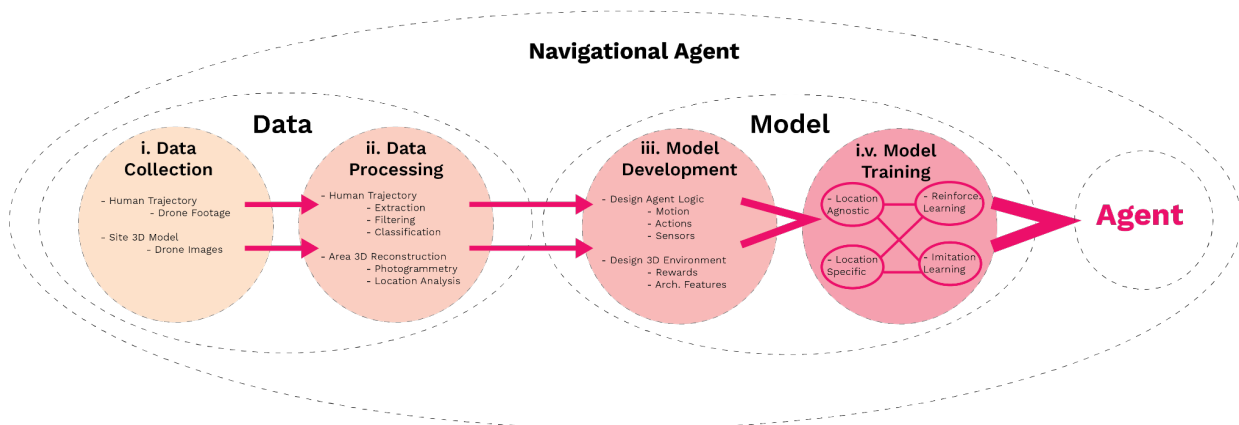 Navigational Agent
Data
i. Data
Collection
- Human Trajectory
- Drone Footage
- Site 3D Model
- Drone Images
ii. Data
Processing
- Human Trajectory
- Extraction
- Filtering
- Classification
- Area 3D Reconstruction
- Photogrammetry
- Location Analysis
Model
iii. Model
Development
- Design Agent Logic
- Motion
- Actions
- Sensors
- Design 3D Environment
- Rewards
- Arch. Features
i.v. Model
Training
- Location
Agnostic
- Reinforce.
Learning
- Location
Specific
- Imitation
Learning
Agent